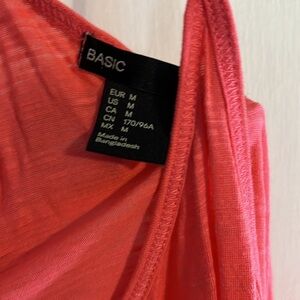 BASIC
EUR M
US M
CA M
CN 170/96A
MX M
Made in
Bangladesh